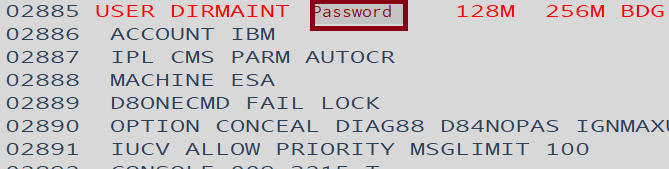 02885 USER DIRMAINT Password 128M 256M BDG
02886 ACCOUNT IBM
02887 IPL CMS PARM AUTOCR
02888 MACHINE ESA
02889 D8ONECMD FAIL LOCK
02890 OPTION CONCEAL DIAG88 D84NOPAS IGNMAXU
02891 IUCV ALLOW PRIORITY MSGLIMIT 100